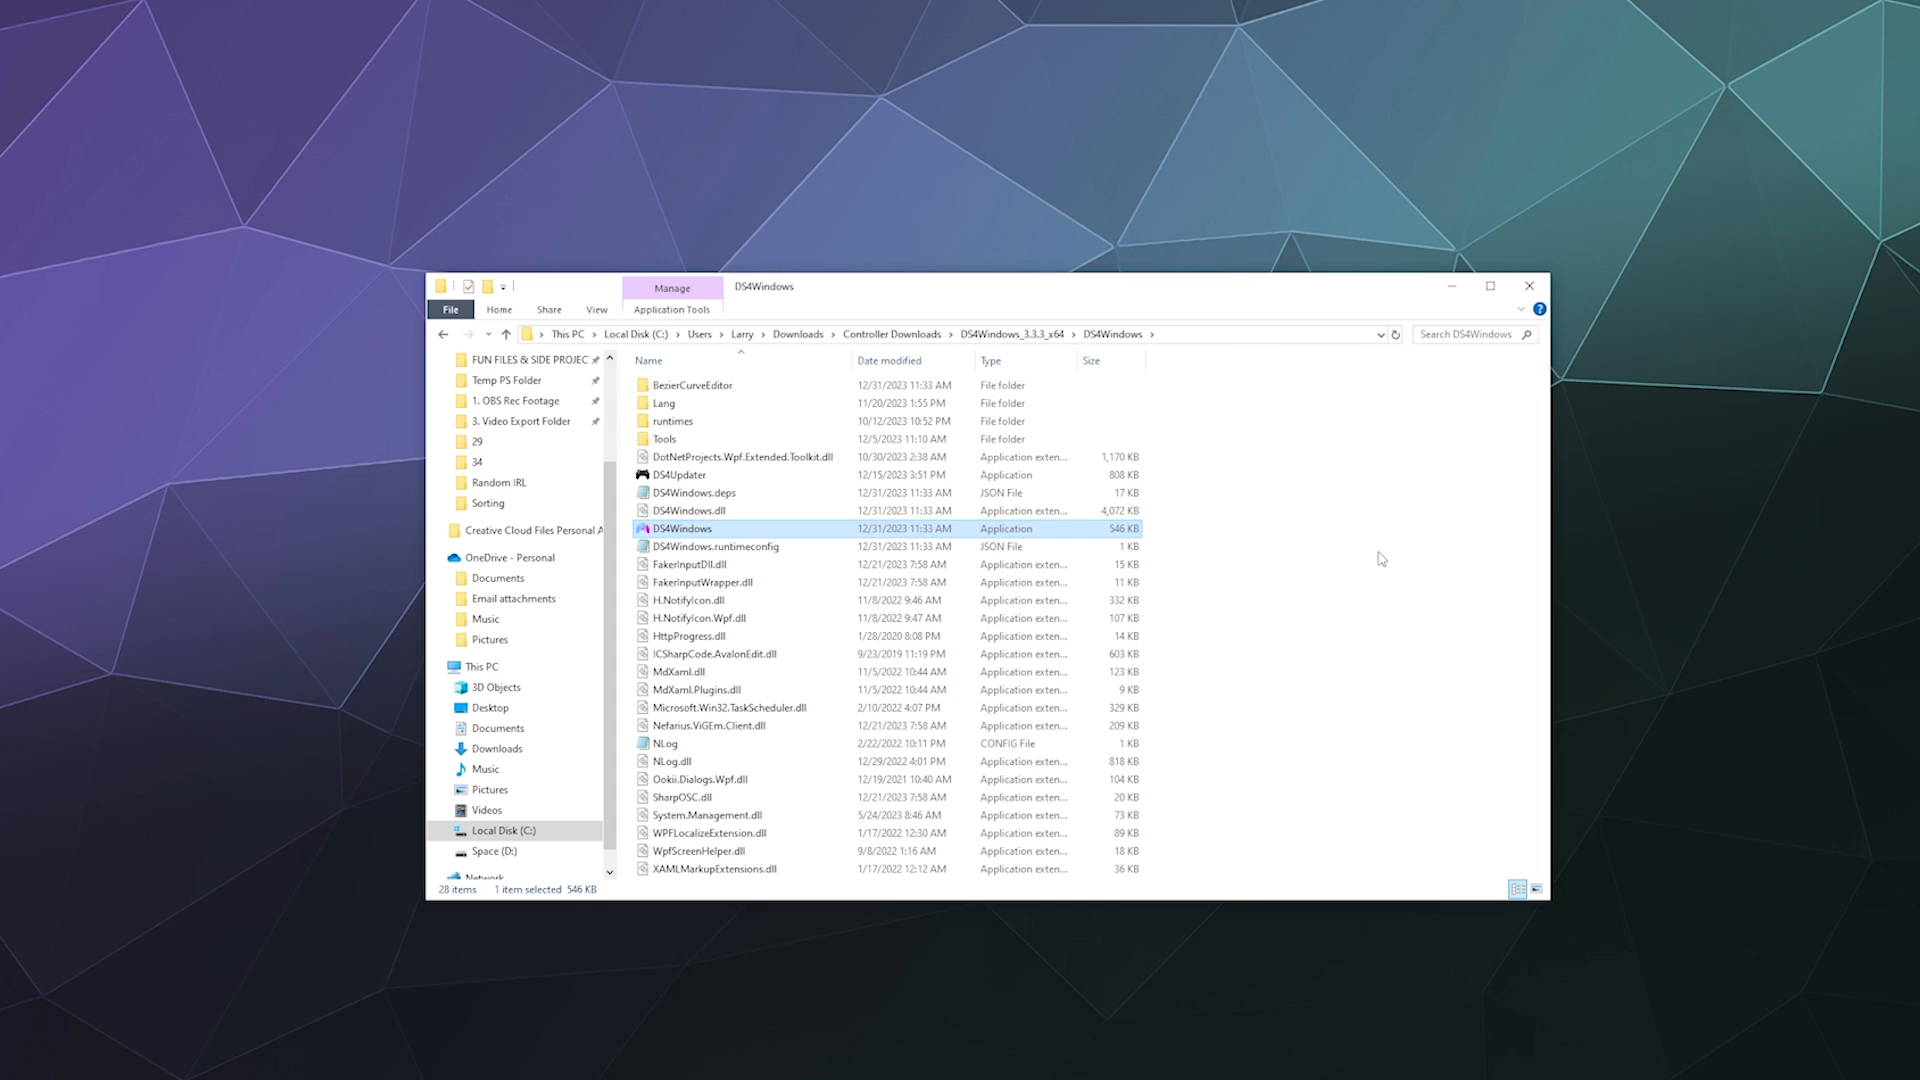 Manage
DS4Windows
File
Home
Share
View
Application Tools
This PC > Local Disk (C:) > Users > Larry > Downloads > Controller Downloads > DS4Windows_3.3.3_x64 > DS4Windows >
Search DS4Windows
FUN FILES & SIDE PROJEC
Temp PS Folder
1. OBS Rec Footage
3. Video Export Folder
29
34
Random IRL
Sorting
Creative Cloud Files Personal A
OneDrive - Personal
Documents
Email attachments
Music
Pictures
This PC
3D Objects
Desktop
Documents
Downloads
Music
Pictures
Videos
Local Disk (C:)
Space (D:)
Network
Name Date modified Type Size
BezierCurveEditor 12/31/2023 11:33 AM File folder
Lang 11/20/2023 1:55 PM File folder
runtimes 10/12/2023 10:52 PM File folder
Tools 12/5/2023 11:10 AM File folder
DotNetProjects.Wpf.Extended.Toolkit.dll 10/30/2023 2:38 AM Application exten... 1,170 KB
DS4Updater 12/15/2023 3:51 PM Application 808 KB
DS4Windows.deps 12/31/2023 11:33 AM JSON File 17 KB
DS4Windows.dll 12/31/2023 11:33 AM Application exten... 4,072 KB
DS4Windows 12/31/2023 11:33 AM Application 546 KB
DS4Windows.runtimeconfig 12/31/2023 11:33 AM JSON File 1 KB
FakerInputDll.dll 12/21/2023 7:58 AM Application exten... 15 KB
FakerInputWrapper.dll 12/21/2023 7:58 AM Application exten... 11 KB
H.NotifyIcon.dll 11/8/2022 9:46 AM Application exten... 332 KB
H.NotifyIcon.Wpf.dll 11/8/2022 9:47 AM Application exten... 107 KB
HttpProgress.dll 1/28/2020 8:08 PM Application exten... 14 KB
ICSharpCode.AvalonEdit.dll 9/23/2019 11:19 PM Application exten... 603 KB
MdXaml.dll 11/5/2022 10:44 AM Application exten... 123 KB
MdXaml.Plugins.dll 11/5/2022 10:44 AM Application exten... 9 KB
Microsoft.Win32.TaskScheduler.dll 2/10/2022 4:07 PM Application exten... 329 KB
Nefarius.ViGEm.Client.dll 12/21/2023 7:58 AM Application exten... 209 KB
NLog 2/22/2022 10:11 PM CONFIG File 1 KB
NLog.dll 12/29/2022 4:01 PM Application exten... 818 KB
Ookii.Dialogs.Wpf.dll 12/19/2021 10:40 AM Application exten... 104 KB
SharpOSC.dll 12/21/2023 7:58 AM Application exten... 20 KB
System.Management.dll 5/24/2023 8:46 AM Application exten... 73 KB
WPFLocalizeExtension.dll 1/17/2022 12:30 AM Application exten... 89 KB
WpfScreenHelper.dll 9/8/2022 1:16 AM Application exten... 18 KB
XAMLMarkupExtensions.dll 1/17/2022 12:12 AM Application exten... 36 KB
28 items 1 item selected 546 KB